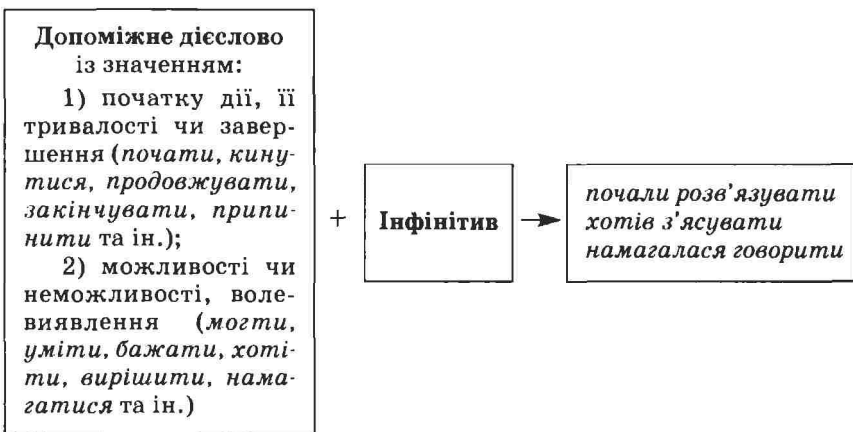 Допоміжне дієслово
із значенням:
1) початку дії, її
тривалості чи завер-
шення (почати, кину-
тися, продовжувати,
закінчувати, припи-
нити та ін.);
2) можливості чи
неможливості, воле-
виявлення (могти,
уміти, бажати, хоті-
ти, вирішити, нама-
гатися та ін.)
+
Інфінітив
почали розв'язувати
хотів з'ясувати
намагалася говорити